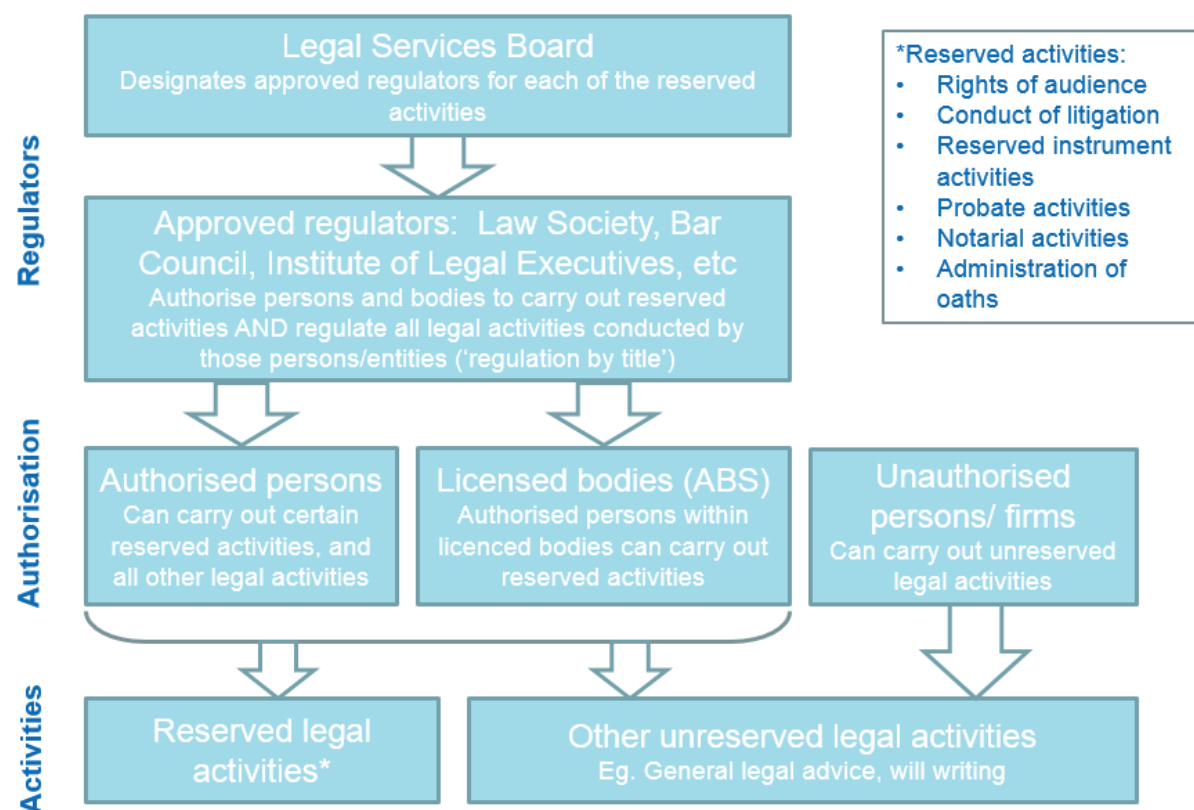 Legal Services Board
Designates approved regulators for each of the reserved
activities
*Reserved activities:
• Rights of audience
• Conduct of litigation
• Reserved instrument
activities
• Probate activities
• Notarial activities
• Administration of
oaths
Regulators
Approved regulators: Law Society, Bar
Council, Institute of Legal Executives, etc
Authorise persons and bodies to carry out reserved
activities AND regulate all legal activities conducted by
those persons/entities (‘regulation by title’)
Authorisation
Authorised persons
Can carry out certain
reserved activities, and
all other legal activities
Licensed bodies (ABS)
Authorised persons within
licenced bodies can carry out
reserved activities
Unauthorised
persons/ firms
Can carry out unreserved
legal activities
Activities
Reserved legal
activities*
Other unreserved legal activities
Eg. General legal advice, will writing